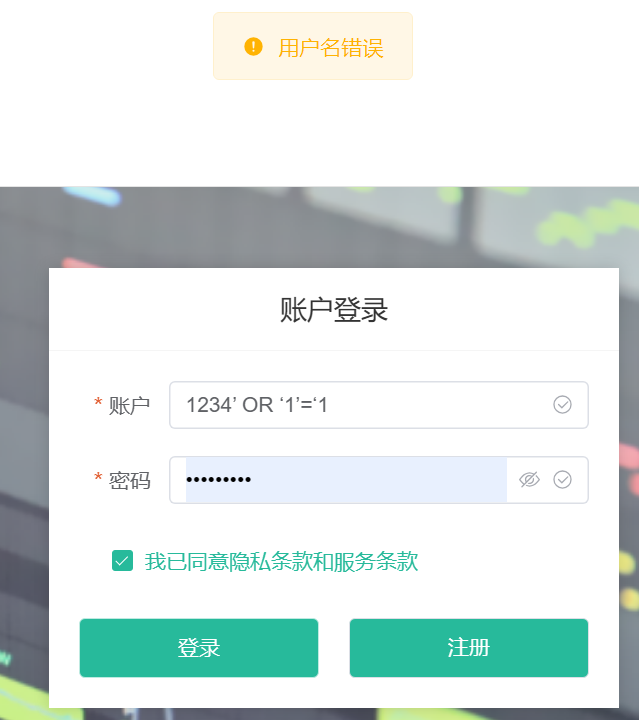 用户名错误
账户登录
* 账户 1234’ OR ‘1’=‘1
* 密码 •••••••••
我已同意隐私条款和服务条款
登录 注册